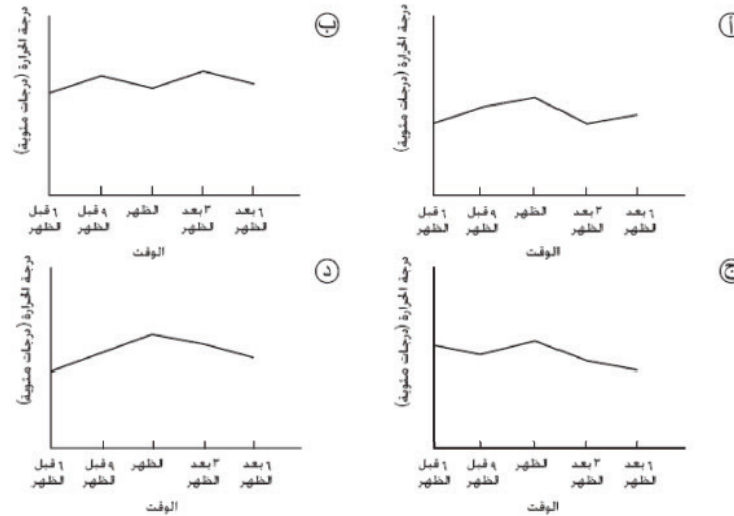 أ
درجة الحرارة (درجات مئوية)
٦ قبل الظهر
٩ قبل الظهر
الظهر
٣ بعد الظهر
٦ بعد الظهر
الوقت
ب
درجة الحرارة (درجات مئوية)
٦ قبل الظهر
٩ قبل الظهر
الظهر
٣ بعد الظهر
٦ بعد الظهر
الوقت
ج
درجة الحرارة (درجات مئوية)
٦ قبل الظهر
٩ قبل الظهر
الظهر
٣ بعد الظهر
٦ بعد الظهر
الوقت
د
درجة الحرارة (درجات مئوية)
٦ قبل الظهر
٩ قبل الظهر
الظهر
٣ بعد الظهر
٦ بعد الظهر
الوقت